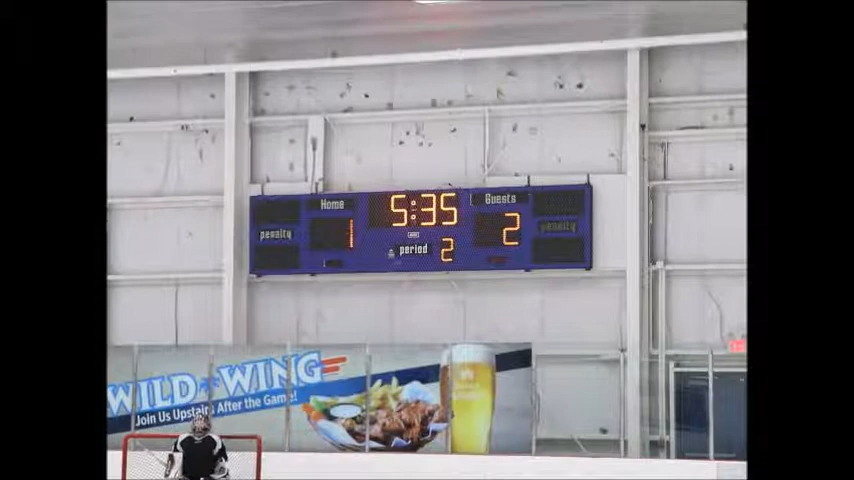 Home
5:35
Guests
penalty
1
2
penalty
period 2
WILD WING
Join Us Upstairs After the Game!